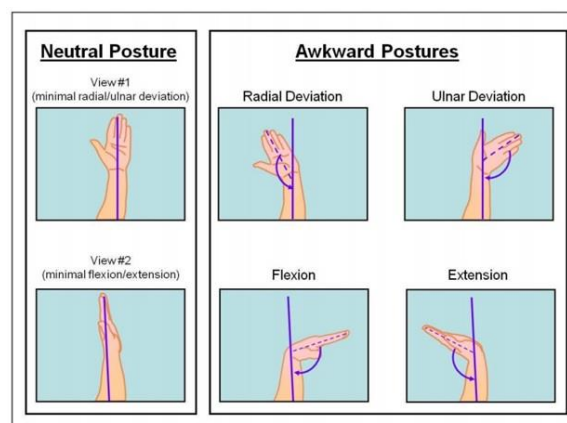 Neutral Posture
View #1
(minimal radial/ulnar deviation)
View #2
(minimal flexion/extension)
Awkward Postures
Radial Deviation
Ulnar Deviation
Flexion
Extension